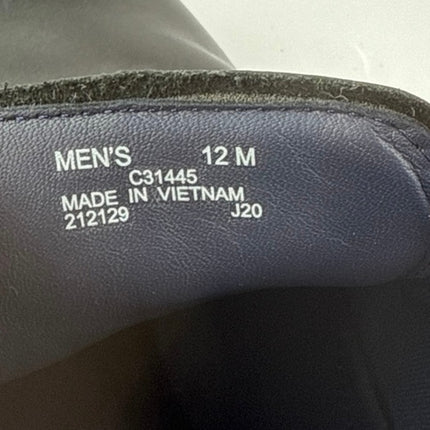 MEN'S 12 M
C31445
MADE IN VIETNAM
212129 J20